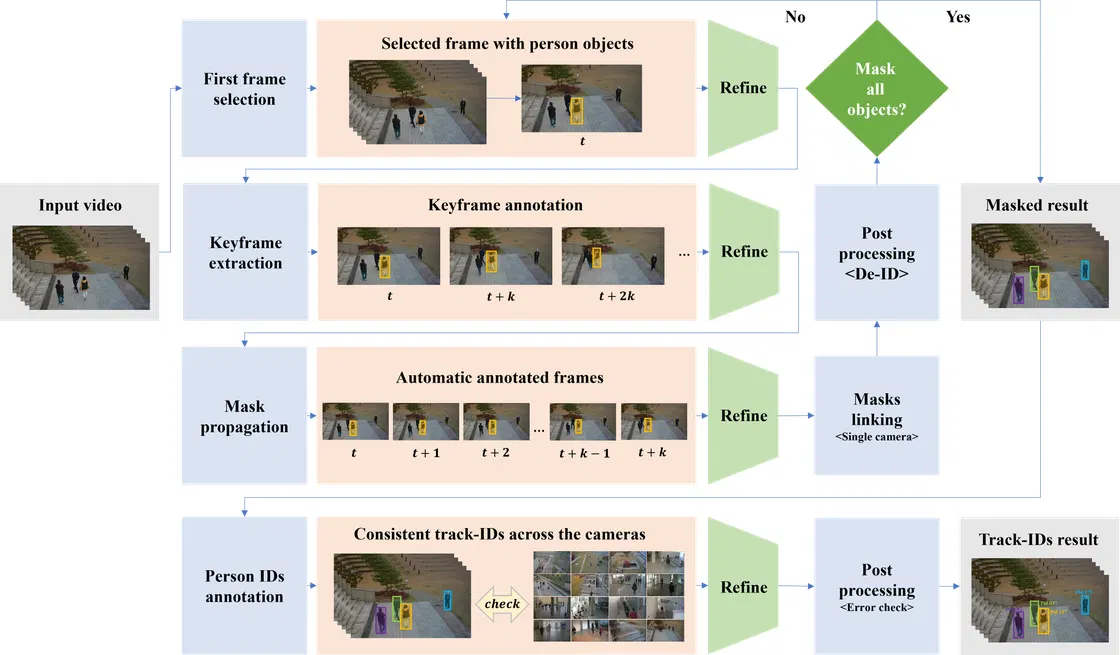 No
Yes
First frame
selection
Selected frame with person objects
t
Refine
Mask
all
objects?
Input video
Keyframe
extraction
Keyframe annotation
t
t + k
t + 2k
...
Refine
Post
processing
<De-ID>
Masked result
Mask
propagation
Automatic annotated frames
t
t + 1
t + 2
...
t + k − 1
t + k
Refine
Masks
linking
<Single camera>
Person IDs
annotation
Consistent track-IDs across the cameras
check
Refine
Post
processing
<Error check>
Track-IDs result